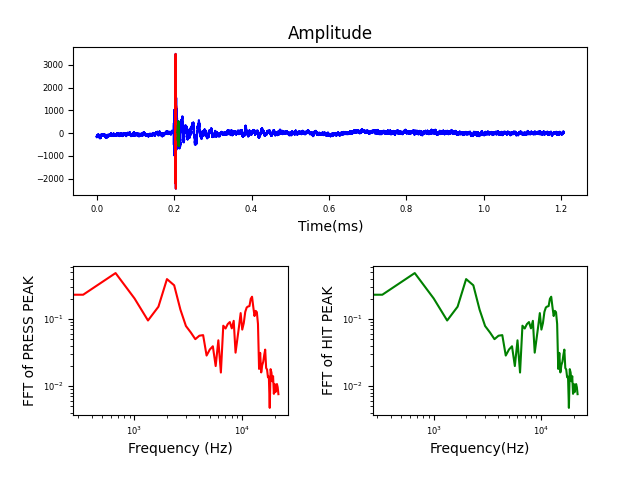 Amplitude
3000
2000
1000
0
−1000
−2000
0.0 0.2 0.4 0.6 0.8 1.0 1.2
Time(ms)
FFT of PRESS PEAK
10⁻¹
10⁻²
10³ 10⁴
Frequency (Hz)
FFT of HIT PEAK
10⁻¹
10⁻²
10³ 10⁴
Frequency(Hz)